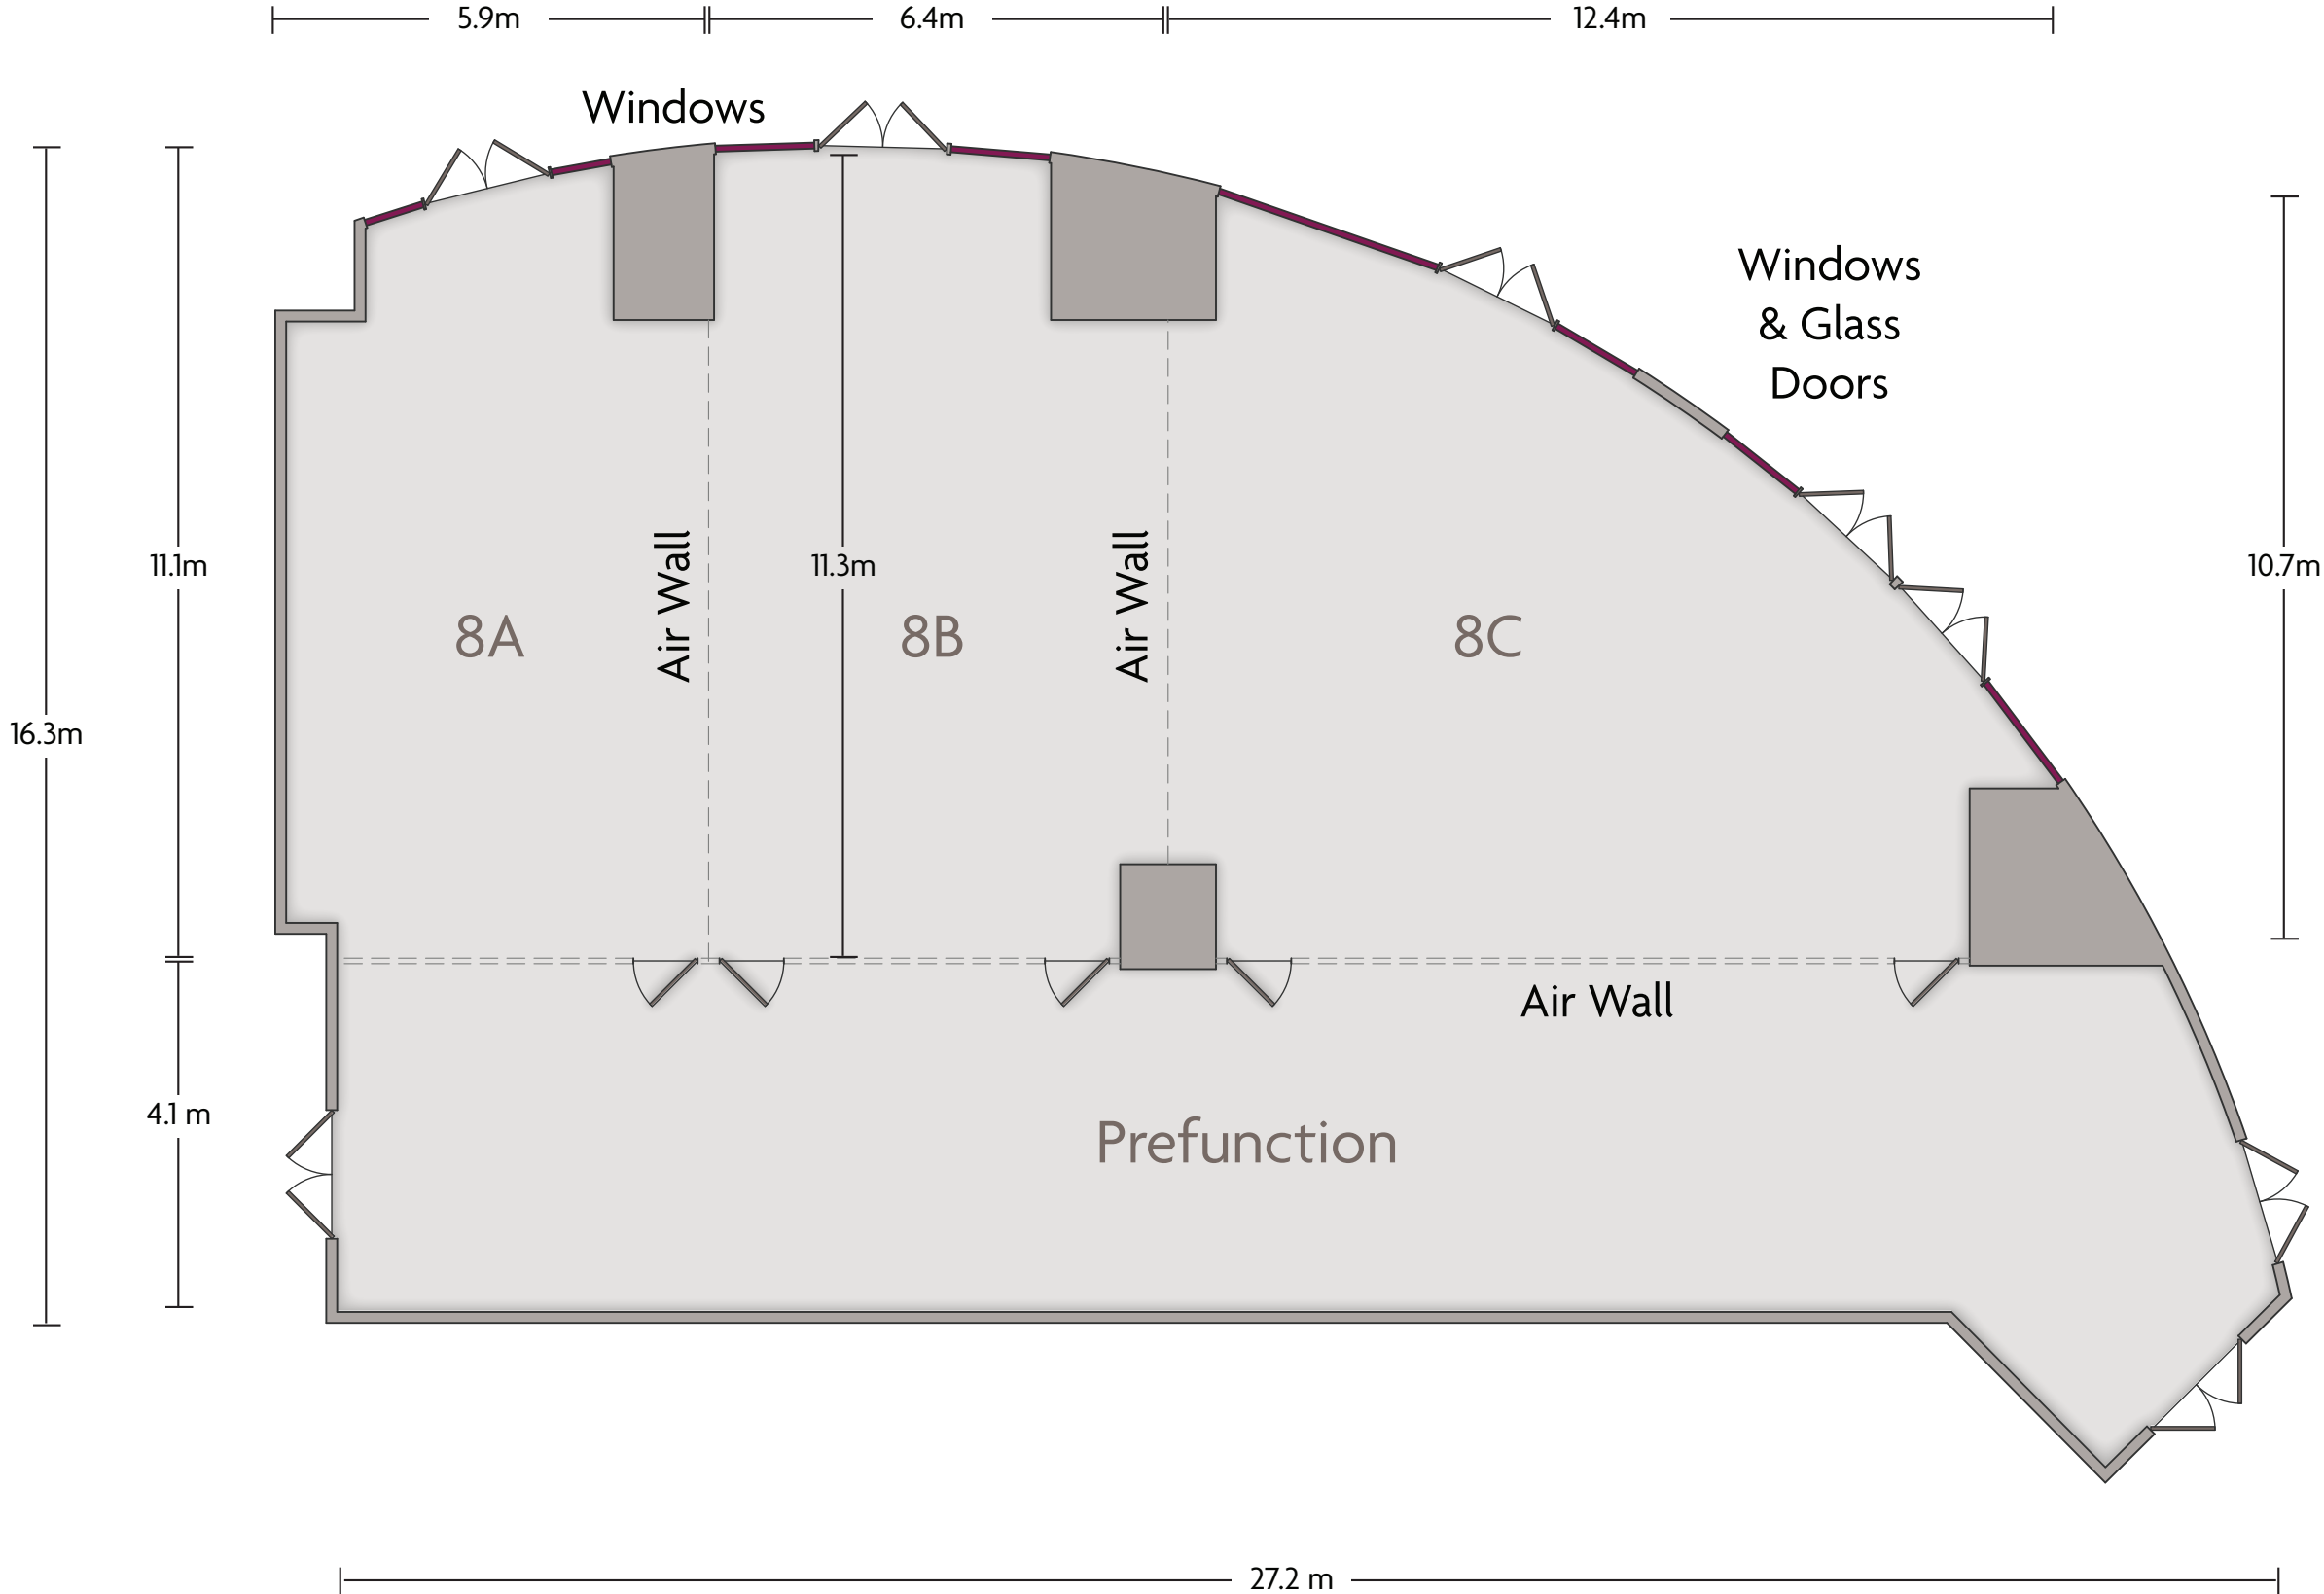 5.9m
6.4m
12.4m
Windows
Windows
& Glass
Doors
11.1m
11.3m
10.7m
Air Wall
Air Wall
8A
8B
8C
16.3m
Air Wall
4.1 m
Prefunction
27.2 m